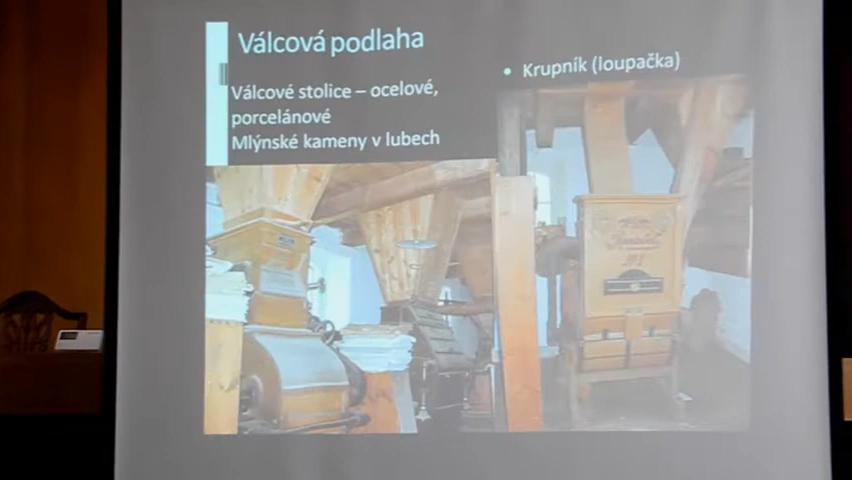 Válcová podlaha
Válcové stolice – ocelové,
porcelánové
Mlýnské kameny v lubech
• Krupník (loupačka)